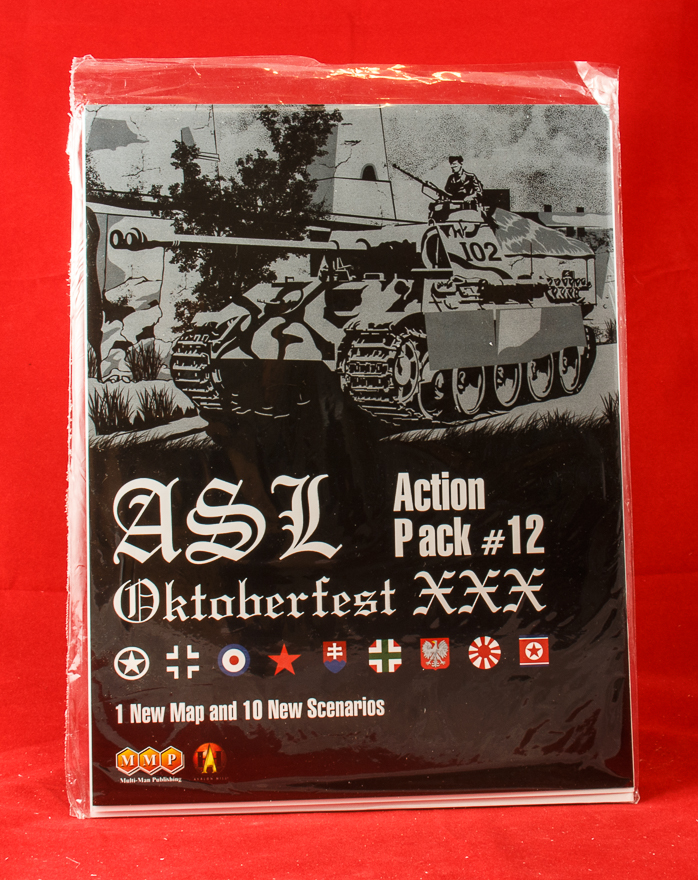 102
ASL
Action
Pack #12
Oktoberfest XXX
1 New Map and 10 New Scenarios
MMP
Multi-Man Publishing